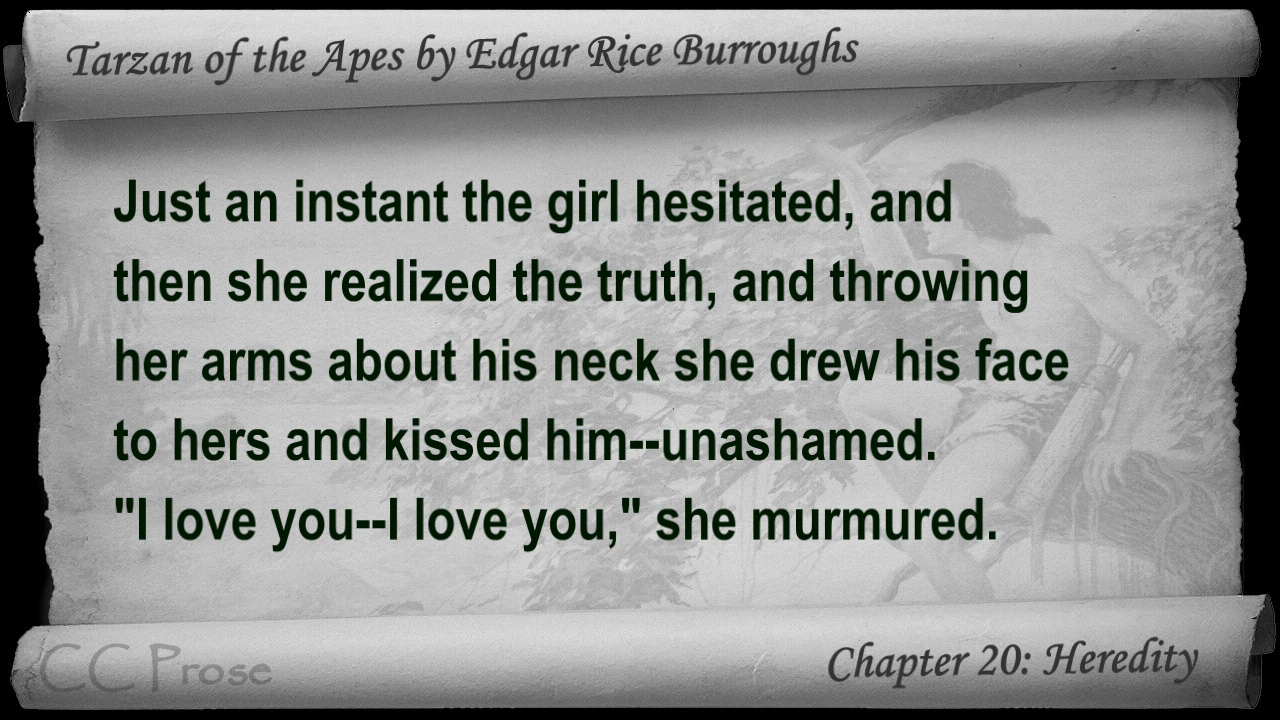 Tarzan of the Apes by Edgar Rice Burroughs
Just an instant the girl hesitated, and
then she realized the truth, and throwing
her arms about his neck she drew his face
to hers and kissed him--unashamed.
"I love you--I love you," she murmured.
CC Prose
Chapter 20: Heredity